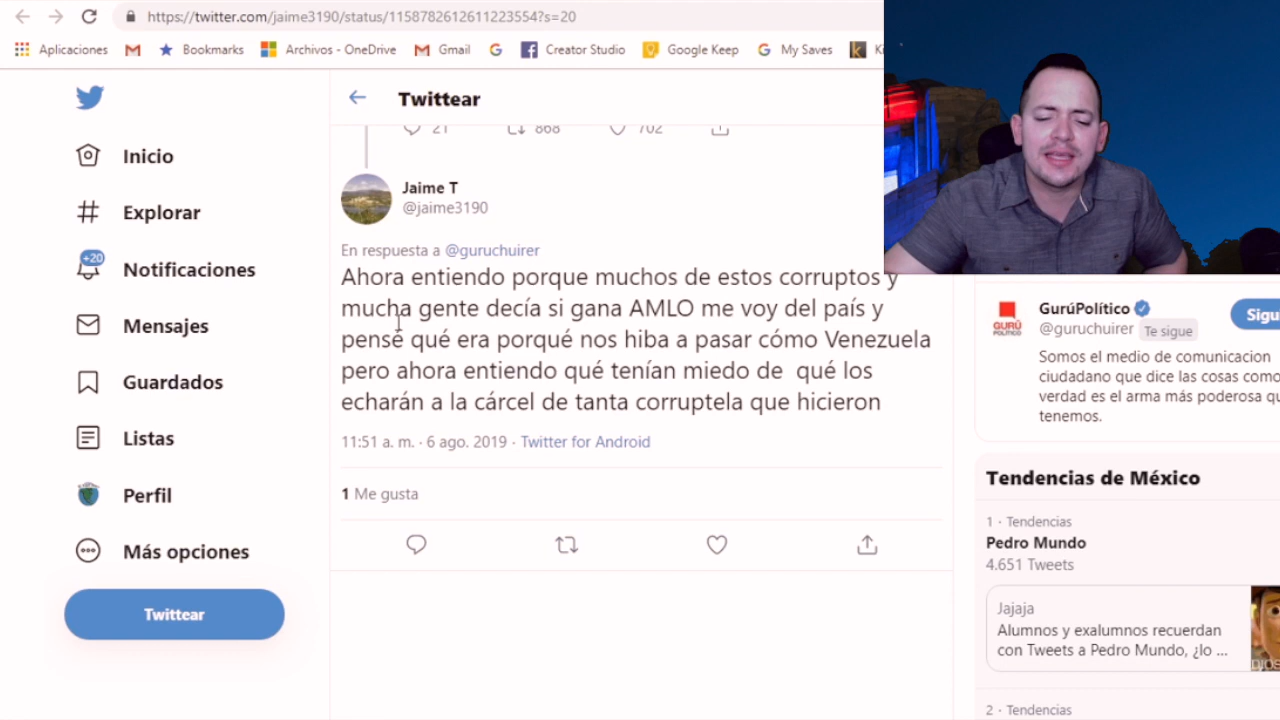 https://twitter.com/jaime3190/status/1158782612611223554?s=20
Aplicaciones
Bookmarks
Archivos - OneDrive
Gmail
Creator Studio
Google Keep
My Saves
Inicio
Explorar
+20
Notificaciones
Mensajes
Guardados
Listas
Perfil
Más opciones
Twittear
Twittear
21 868 702
Jaime T
@jaime3190
En respuesta a @guruchuirer
Ahora entiendo porque muchos de estos corruptos y
mucha gente decía si gana AMLO me voy del país y
pensé qué era porqué nos hiba a pasar cómo Venezuela
pero ahora entiendo qué tenían miedo de  qué los
echarán a la cárcel de tanta corruptela que hicieron
11:51 a. m. · 6 ago. 2019 · Twitter for Android
1 Me gusta
GURÚ
POLÍTICO
GurúPolítico
@guruchuirer Te sigue
Somos el medio de comunicacion
ciudadano que dice las cosas como
verdad es el arma más poderosa
tenemos.
Tendencias de México
1 · Tendencias
Pedro Mundo
4.651 Tweets
Jajaja
Alumnos y exalumnos recuerdan
con Tweets a Pedro Mundo, ¿lo ...
2 · Tendencias